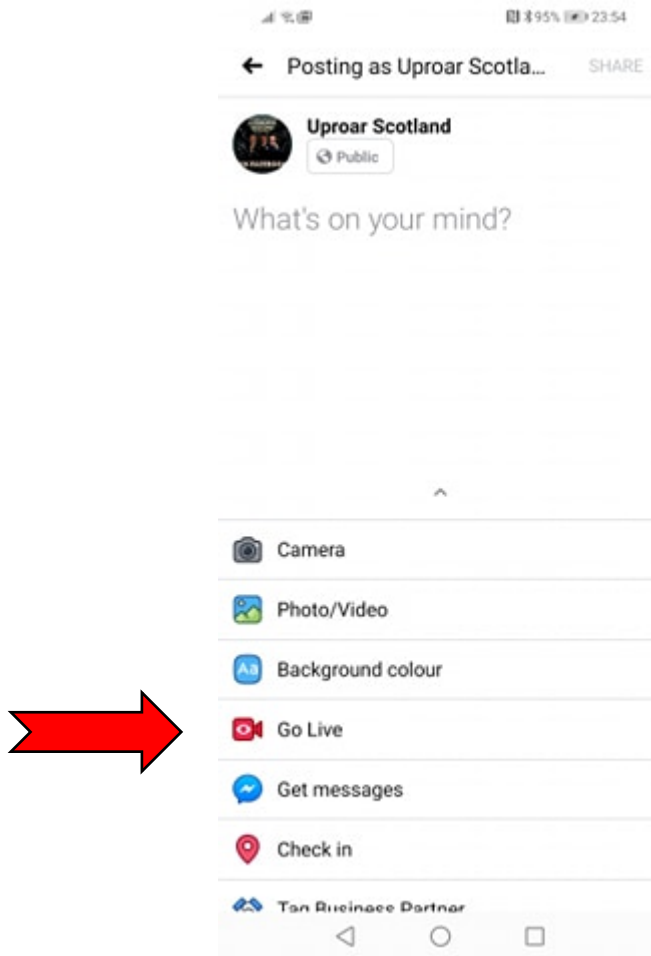 95% 23:54
Posting as Uproar Scotla... SHARE
Uproar Scotland
Public
What's on your mind?
Camera
Photo/Video
Aa Background colour
Go Live
Get messages
Check in
Tag Business Partner